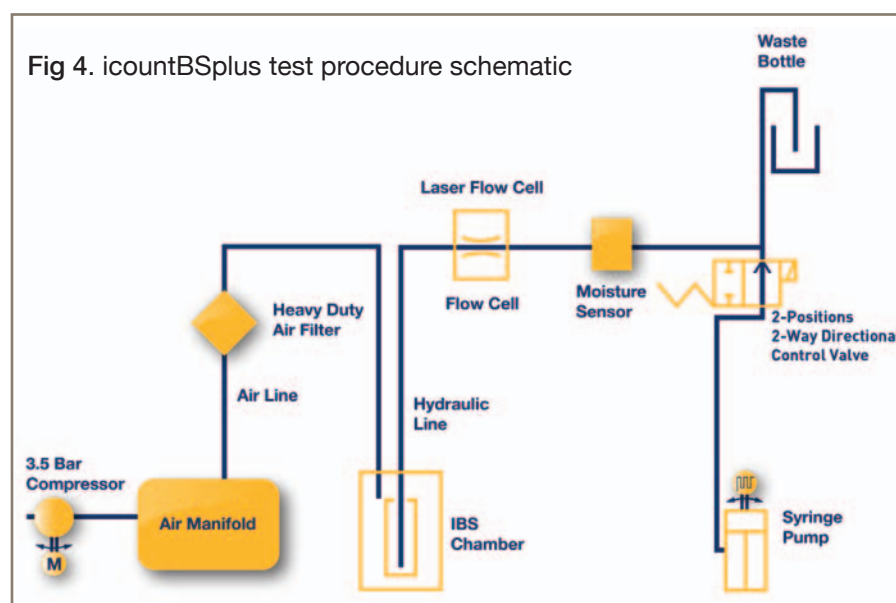 Fig 4. icountBSplus test procedure schematic
Waste
Bottle
Laser Flow Cell
Flow Cell
Moisture
Sensor
2-Positions
2-Way Directiona
Control Valve
Heavy Duty
Air Filter
Air Line
Hydraulic
Line
3.5 Bar
Compressor
M
Air Manifold
IBS
Chamber
Syringe
Pump